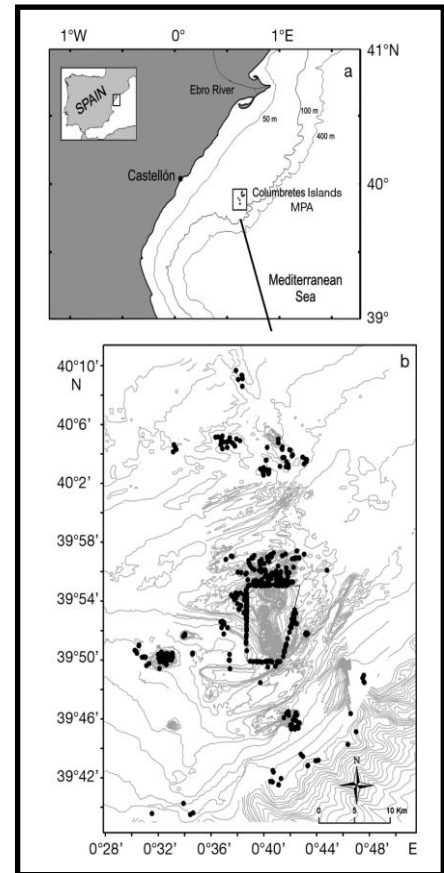 1°W 0° 1°E
41°N
a
Ebro River
SPAIN
50 m
100 m
400 m
Castellón
40°
Columbretes Islands
MPA
Mediterranean
Sea
39°
b
40°10'
N
40°6'
40°2'
39°58'
39°54'
39°50'
39°46'
39°42'
N
0 5 10 Km
0°28' 0°32' 0°36' 0°40' 0°44' 0°48' E